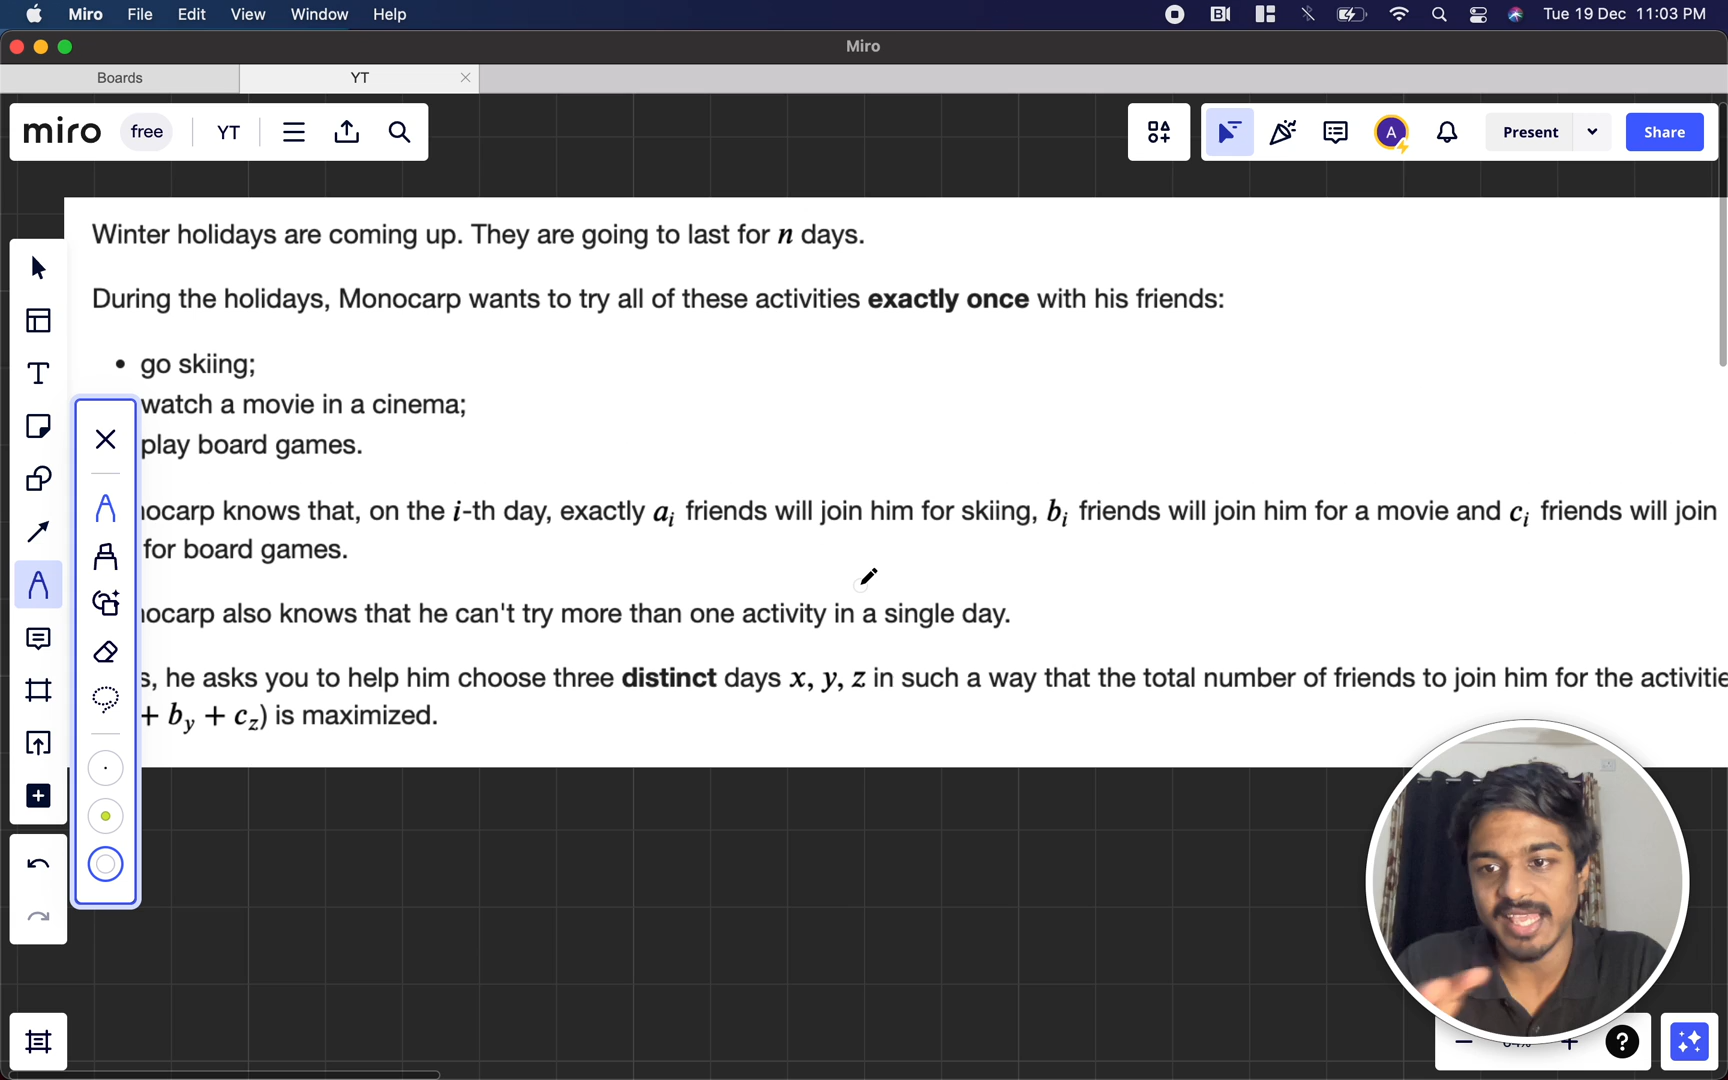 Miro File Edit View Window Help
Tue 19 Dec 11:03 PM
Miro
Boards
YT
miro free YT
Present
Share
Winter holidays are coming up. They are going to last for n days.
During the holidays, Monocarp wants to try all of these activities exactly once with his friends:
• go skiing;
watch a movie in a cinema;
play board games.
nocarp knows that, on the i-th day, exactly aᵢ friends will join him for skiing, bᵢ friends will join him for a movie and cᵢ friends will join
for board games.
nocarp also knows that he can't try more than one activity in a single day.
s, he asks you to help him choose three distinct days x, y, z in such a way that the total number of friends to join him for the activitie
+ b_y + c_z) is maximized.
A